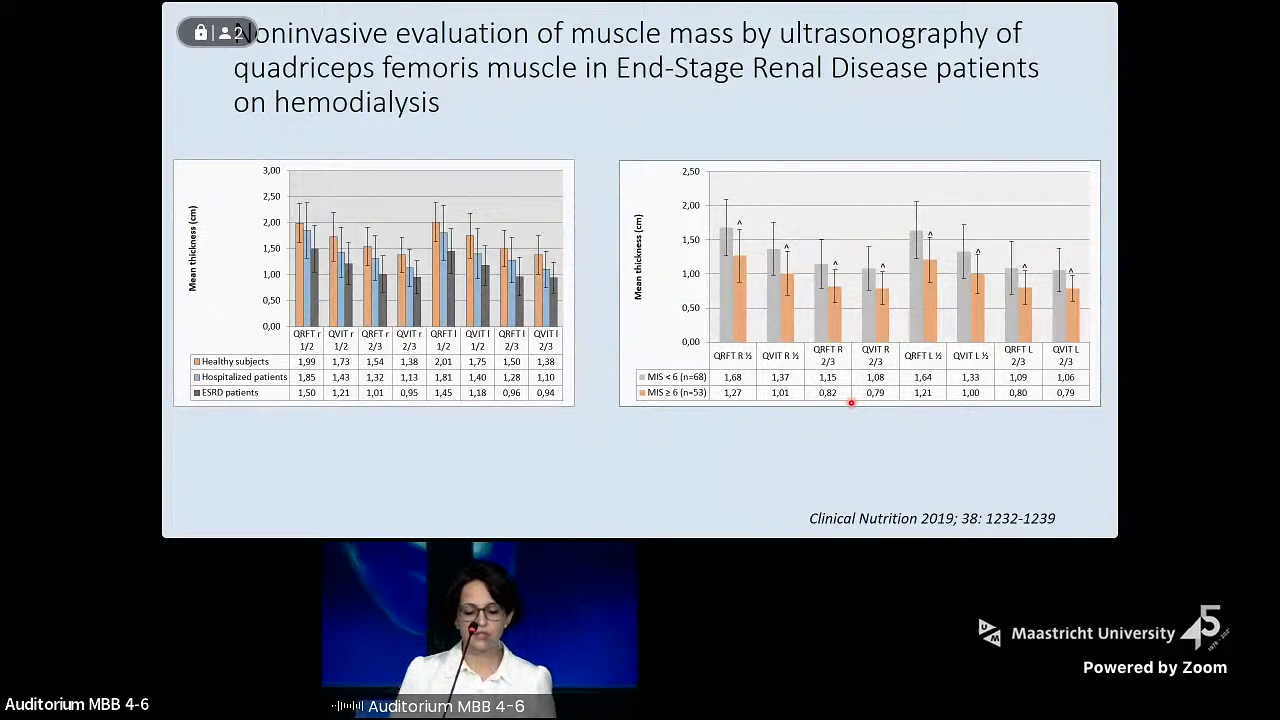 2
Noninvasive evaluation of muscle mass by ultrasonography of
quadriceps femoris muscle in End-Stage Renal Disease patients
on hemodialysis
Mean thickness (cm)
3,00
2,50
2,00
1,50
1,00
0,50
0,00
QRFT r 1/2 QVIT r 1/2 QRFT r 2/3 QVIT r 2/3 QRFT l 1/2 QVIT l 1/2 QRFT l 2/3 QVIT l 2/3
Healthy subjects 1,99 1,73 1,54 1,38 2,01 1,75 1,50 1,38
Hospitalized patients 1,85 1,43 1,32 1,13 1,81 1,40 1,28 1,10
ESRD patients 1,50 1,21 1,01 0,95 1,45 1,18 0,96 0,94
Mean thickness (cm)
2,50
2,00
1,50
1,00
0,50
0,00
^ ^ ^ ^ ^ ^ ^ ^
QRFT R ½ QVIT R ½ QRFT R 2/3 QVIT R 2/3 QRFT L ½ QVIT L ½ QRFT L 2/3 QVIT L 2/3
MIS < 6 (n=68) 1,68 1,37 1,15 1,08 1,64 1,33 1,09 1,06
MIS ≥ 6 (n=53) 1,27 1,01 0,82 0,79 1,21 1,00 0,80 0,79
Clinical Nutrition 2019; 38: 1232-1239
Maastricht University 45
Powered by Zoom
Auditorium MBB 4-6
Auditorium MBB 4-6